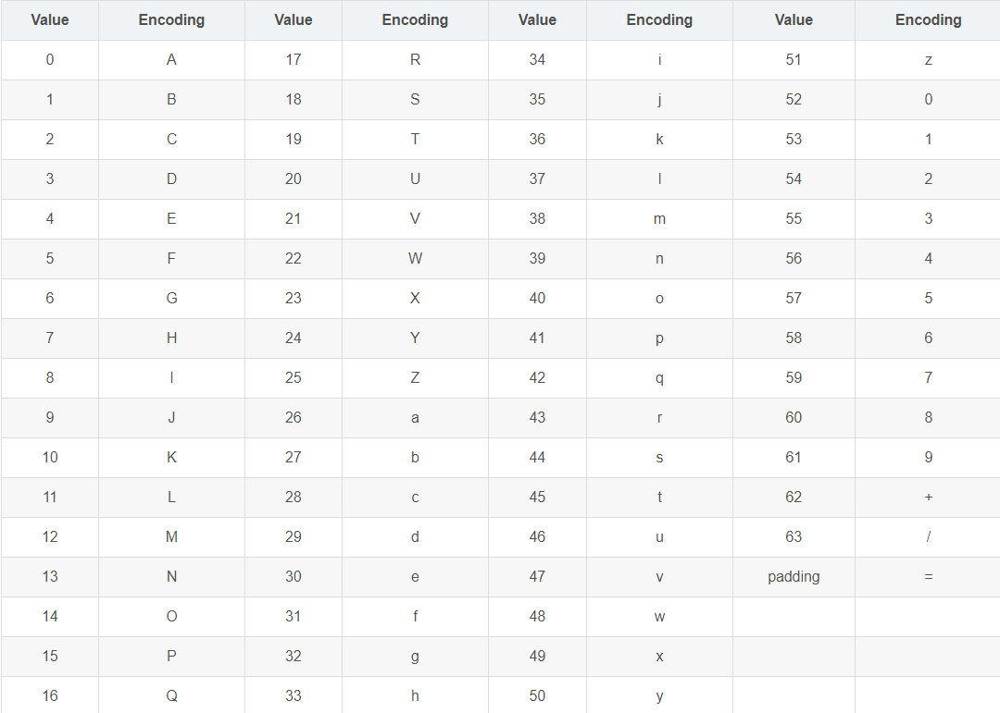 Value Encoding Value Encoding Value Encoding Value Encoding
0 A 17 R 34 i 51 z
1 B 18 S 35 j 52 0
2 C 19 T 36 k 53 1
3 D 20 U 37 l 54 2
4 E 21 V 38 m 55 3
5 F 22 W 39 n 56 4
6 G 23 X 40 o 57 5
7 H 24 Y 41 p 58 6
8 I 25 Z 42 q 59 7
9 J 26 a 43 r 60 8
10 K 27 b 44 s 61 9
11 L 28 c 45 t 62 +
12 M 29 d 46 u 63 /
13 N 30 e 47 v padding =
14 O 31 f 48 w
15 P 32 g 49 x
16 Q 33 h 50 y